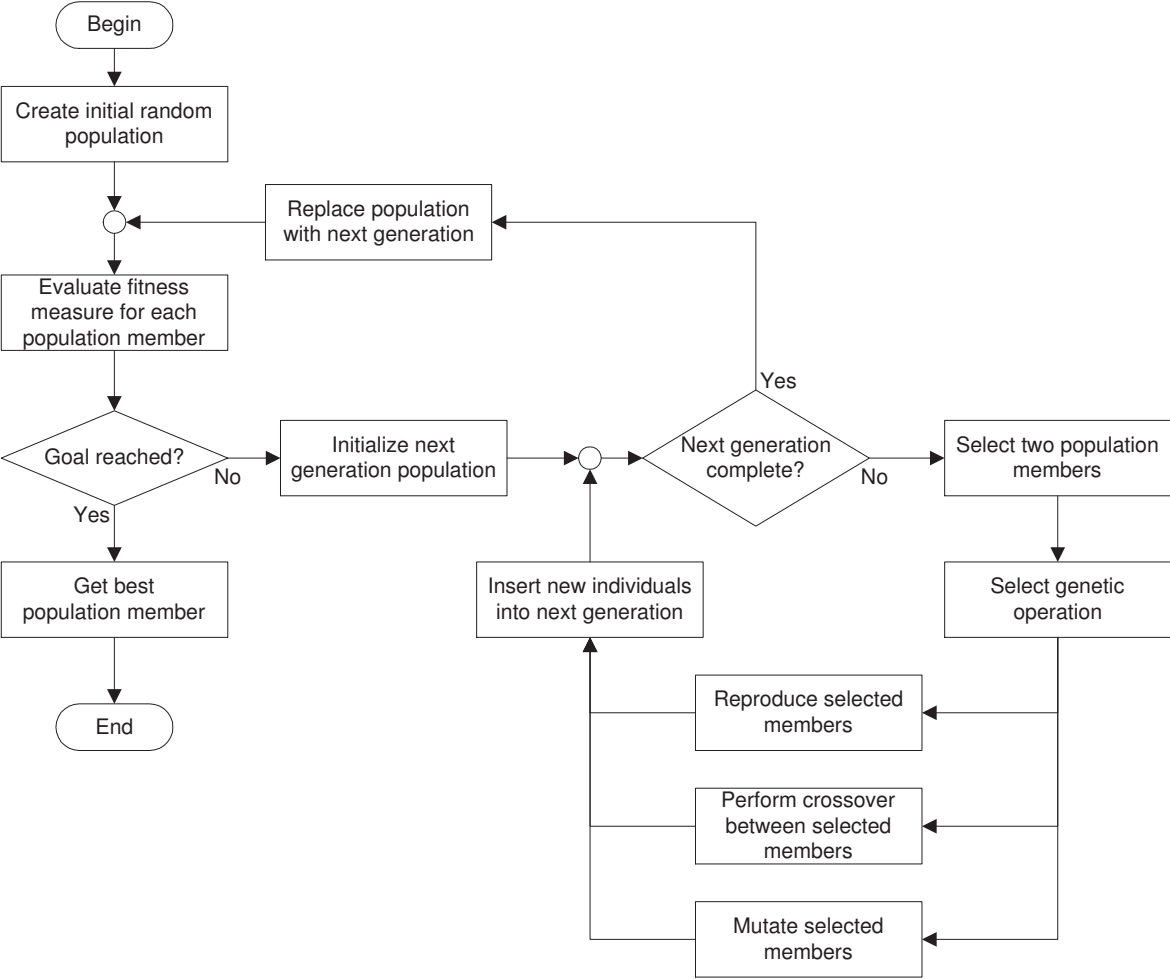 Begin
Create initial random
population
Replace population
with next generation
Evaluate fitness
measure for each
population member
Yes
Goal reached?
No
Initialize next
generation population
Next generation
complete?
No
Select two population
members
Yes
Get best
population member
Insert new individuals
into next generation
Select genetic
operation
Reproduce selected
members
End
Perform crossover
between selected
members
Mutate selected
members